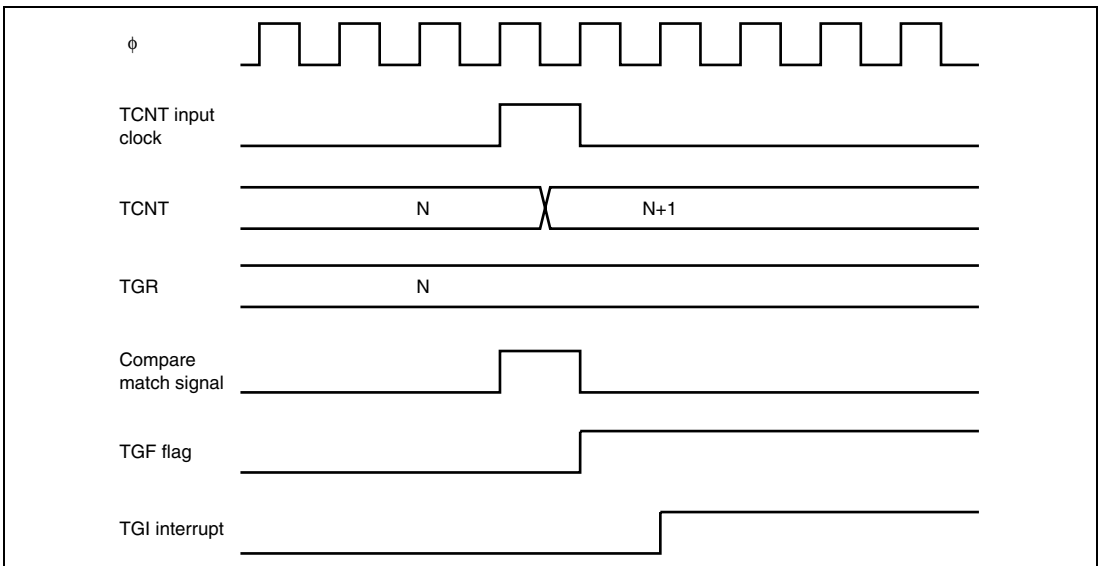 ϕ
TCNT input
clock
TCNT
N
N+1
TGR
N
Compare
match signal
TGF flag
TGI interrupt